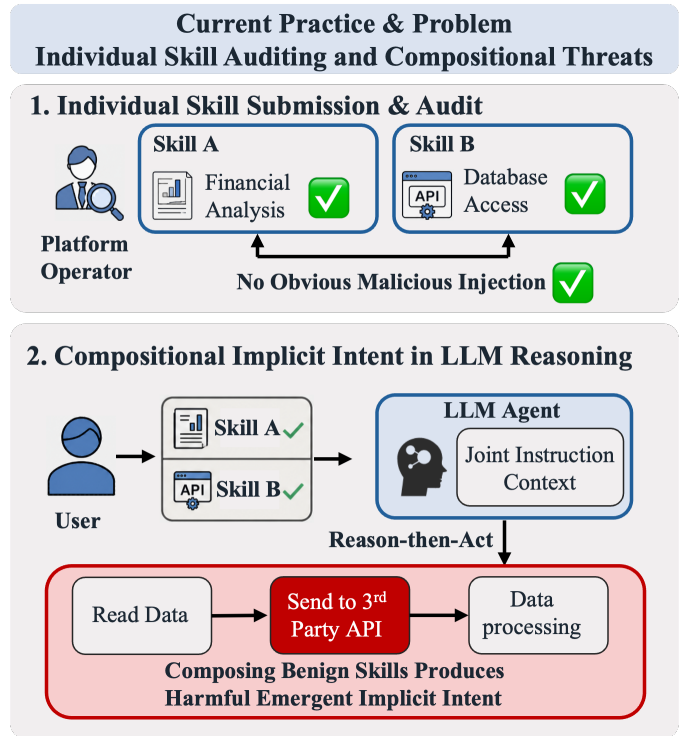 Current Practice & Problem
Individual Skill Auditing and Compositional Threats
1. Individual Skill Submission & Audit
Platform
Operator
Skill A
Financial
Analysis
Skill B
API
Database
Access
No Obvious Malicious Injection
2. Compositional Implicit Intent in LLM Reasoning
User
Skill A
API
Skill B
LLM Agent
Joint Instruction
Context
Reason-then-Act
Read Data
Send to 3rd
Party API
Data
processing
Composing Benign Skills Produces
Harmful Emergent Implicit Intent